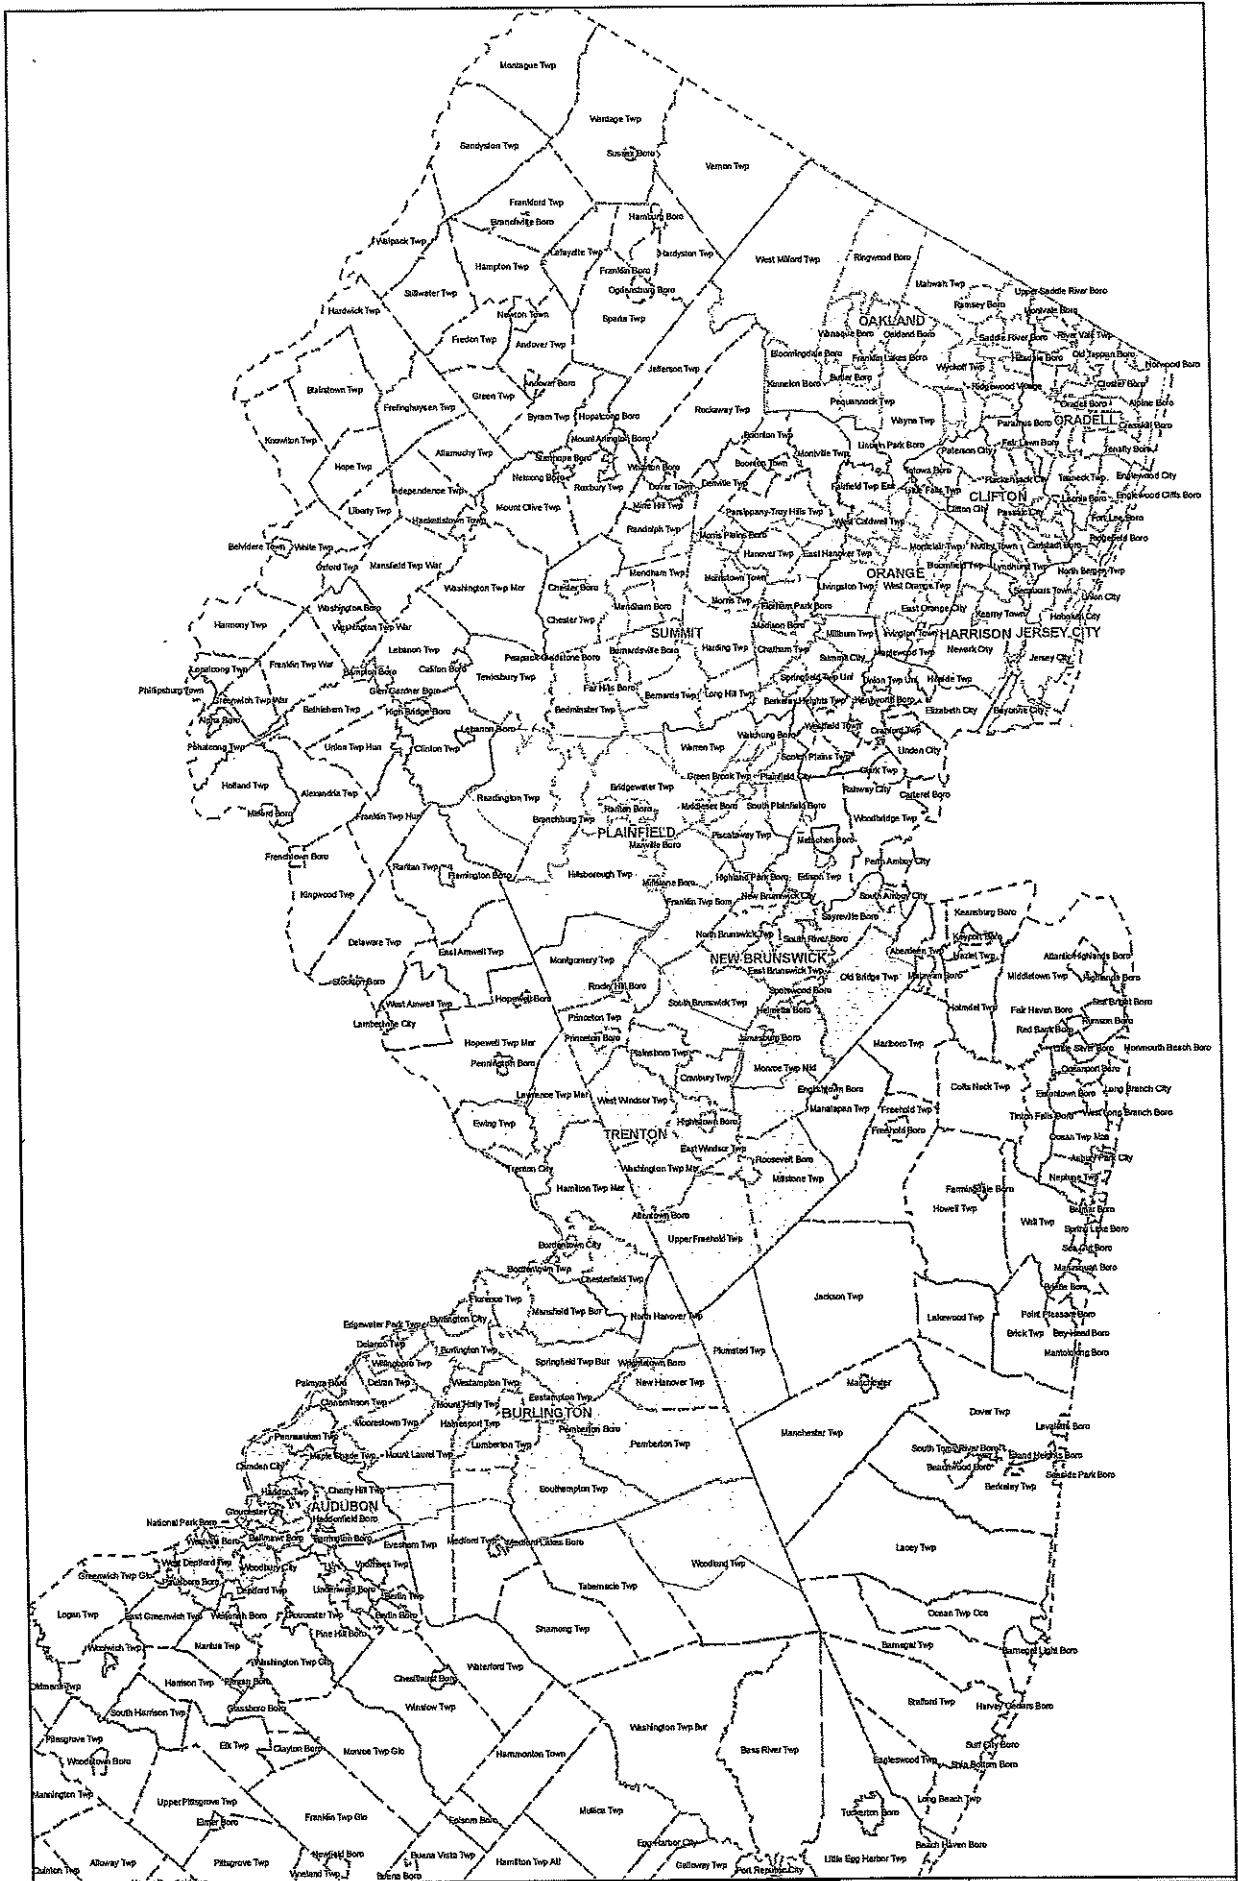 Montague Twp
Wantage Twp
Sandyston Twp
Sussex Boro
Vernon Twp
Frankford Twp
Branchville Boro
Hamburg Boro
Walpack Twp
Lafayette Twp
Hardyston Twp
Hampton Twp
Franklin Boro
West Milford Twp
Ringwood Boro
Mahwah Twp
Stillwater Twp
Ogdensburg Boro
Ramsey Boro
Upper Saddle River Boro
Montvale Boro
Hardwick Twp
Newton Town
Sparta Twp
OAKLAND
Wanaque Boro
Oakland Boro
Saddle River Boro
River Vale Twp
Fredon Twp
Andover Twp
Bloomingdale Boro
Franklin Lakes Boro
Hillsdale Boro
Old Tappan Boro
Norwood Boro
Wyckoff Twp
Jefferson Twp
Kinnelon Boro
Butler Boro
Ridgewood Village
Closter Boro
Blairstown Twp
Andover Boro
Green Twp
Frelinghuysen Twp
Pequannock Twp
Oradell Boro
Alpine Boro
Byram Twp
Hopatcong Boro
Rockaway Twp
Wayne Twp
Paramus Boro
ORADELL
Cresskill Boro
Knowlton Twp
Mount Arlington Boro
Boonton Twp
Lincoln Park Boro
Fair Lawn Boro
Allamuchy Twp
Stanhope Boro
Montville Twp
Paterson City
Tenafly Boro
Hope Twp
Netcong Boro
Wharton Boro
Boonton Town
Totowa Boro
Hackensack City
Teaneck Twp
Englewood City
Roxbury Twp
Dover Town
Denville Twp
Fairfield Twp Ess
Little Falls Twp
CLIFTON
Leonia Boro
Englewood Cliffs Boro
Independence Twp
Mount Olive Twp
Mine Hill Twp
Parsippany-Troy Hills Twp
Clifton City
Passaic City
Fort Lee Boro
Liberty Twp
Hackettstown Town
Randolph Twp
West Caldwell Twp
Morris Plains Boro
Ridgefield Boro
Belvidere Town
White Twp
Hanover Twp
East Hanover Twp
Montclair Twp
Nutley Town
Carlstadt Boro
Oxford Twp
Mansfield Twp War
Mendham Twp
ORANGE
Bloomfield Twp
Lyndhurst Twp
North Bergen Twp
Washington Twp Mor
Chester Boro
Morristown Town
Livingston Twp
West Orange Twp
Secaucus Town
Union City
Washington Boro
Mendham Boro
Morris Twp
Florham Park Boro
East Orange City
Kearny Town
Hoboken City
Harmony Twp
Washington Twp War
Chester Twp
SUMMIT
Madison Boro
Millburn Twp
Irvington Town
HARRISON
JERSEY CITY
Lebanon Twp
Bernardsville Boro
Harding Twp
Chatham Twp
Summit City
Maplewood Twp
Newark City
Jersey City
Lopatcong Twp
Franklin Twp War
Hampton Boro
Califon Boro
Tewksbury Twp
Peapack-Gladstone Boro
Phillipsburg Town
Greenwich Twp War
Glen Gardner Boro
Far Hills Boro
Bernards Twp
Long Hill Twp
Springfield Twp Uni
Union Twp Uni
Hillside Twp
Alpha Boro
Bethlehem Twp
High Bridge Boro
Bedminster Twp
Berkeley Heights Twp
Kenilworth Boro
Elizabeth City
Bayonne City
Pohatcong Twp
Union Twp Hun
Clinton Twp
Lebanon Boro
Warren Twp
Watchung Boro
Westfield Town
Cranford Twp
Linden City
Scotch Plains Twp
Holland Twp
Alexandria Twp
Readington Twp
Bridgewater Twp
Green Brook Twp
Plainfield City
Clark Twp
Rahway City
Carteret Boro
Milford Boro
Franklin Twp Hun
Branchburg Twp
Raritan Boro
Middlesex Boro
South Plainfield Boro
Woodbridge Twp
PLAINFIELD
Manville Boro
Piscataway Twp
Metuchen Boro
Frenchtown Boro
Raritan Twp
Flemington Boro
Hillsborough Twp
Perth Amboy City
Kingwood Twp
Millstone Boro
Highland Park Boro
Edison Twp
Franklin Twp Som
New Brunswick City
South Amboy City
Sayreville Boro
Keansburg Boro
Delaware Twp
East Amwell Twp
North Brunswick Twp
South River Boro
Keyport Boro
Montgomery Twp
NEW BRUNSWICK
Aberdeen Twp
Hazlet Twp
Atlantic Highlands Boro
Stockton Boro
East Brunswick Twp
Old Bridge Twp
Matawan Boro
Middletown Twp
Highlands Boro
West Amwell Twp
Hopewell Boro
Rocky Hill Boro
South Brunswick Twp
Spotswood Boro
Helmetta Boro
Holmdel Twp
Fair Haven Boro
Sea Bright Boro
Lambertville City
Princeton Twp
Rumson Boro
Red Bank Boro
Hopewell Twp Mer
Princeton Boro
Jamesburg Boro
Marlboro Twp
Little Silver Boro
Monmouth Beach Boro
Pennington Boro
Plainsboro Twp
Monroe Twp Mid
Oceanport Boro
Cranbury Twp
Englishtown Boro
Colts Neck Twp
Eatontown Boro
Long Branch City
Lawrence Twp Mer
West Windsor Twp
Manalapan Twp
Freehold Twp
Tinton Falls Boro
West Long Branch Boro
Ewing Twp
Hightstown Boro
Freehold Boro
TRENTON
East Windsor Twp
Ocean Twp Mon
Trenton City
Washington Twp Mer
Roosevelt Boro
Asbury Park City
Millstone Twp
Neptune Twp
Hamilton Twp Mer
Farmingdale Boro
Howell Twp
Allentown Boro
Belmar Boro
Wall Twp
Spring Lake Boro
Bordentown City
Upper Freehold Twp
Sea Girt Boro
Bordentown Twp
Chesterfield Twp
Manasquan Boro
Florence Twp
Jackson Twp
Brielle Boro
Mansfield Twp Bur
North Hanover Twp
Edgewater Park Twp
Burlington City
Lakewood Twp
Point Pleasant Boro
Delanco Twp
Burlington Twp
Brick Twp
Bay Head Boro
Willingboro Twp
Springfield Twp Bur
Wrightstown Boro
Plumsted Twp
Mantoloking Boro
Palmyra Boro
Delran Twp
Westampton Twp
New Hanover Twp
Manchester
Cinnaminson Twp
Mount Holly Twp
Eastampton Twp
Moorestown Twp
Hainesport Twp
BURLINGTON
Dover Twp
Pennsauken Twp
Lumberton Twp
Pemberton Boro
Pemberton Twp
Manchester Twp
Lavallette Boro
Maple Shade Twp
Mount Laurel Twp
South Toms River Boro
Island Heights Boro
Camden City
Beachwood Boro
Seaside Park Boro
Haddon Twp
Cherry Hill Twp
Southampton Twp
Berkeley Twp
AUDUBON
Gloucester City
Haddonfield Boro
National Park Boro
Westville Boro
Bellmawr Boro
Barrington Boro
Evesham Twp
Medford Twp
Medford Lakes Boro
Lacey Twp
West Deptford Twp
Woodbury City
Voorhees Twp
Woodland Twp
Greenwich Twp Glo
Paulsboro Boro
Deptford Twp
Lindenwold Boro
Berlin Twp
Tabernacle Twp
Logan Twp
East Greenwich Twp
Wenonah Boro
Gloucester Twp
Berlin Boro
Ocean Twp Oce
Pine Hill Boro
Shamong Twp
Woolwich Twp
Mantua Twp
Barnegat Twp
Barnegat Light Boro
Washington Twp Glo
Waterford Twp
Oldmans Twp
Harrison Twp
Pitman Boro
Chesilhurst Boro
Glassboro Boro
Winslow Twp
Stafford Twp
Harvey Cedars Boro
South Harrison Twp
Washington Twp Bur
Pilesgrove Twp
Elk Twp
Clayton Boro
Monroe Twp Glo
Hammonton Town
Bass River Twp
Surf City Boro
Woodstown Boro
Eagleswood Twp
Ship Bottom Boro
Mannington Twp
Upper Pittsgrove Twp
Long Beach Twp
Elmer Boro
Franklin Twp Glo
Folsom Boro
Mullica Twp
Tuckerton Boro
Egg Harbor City
Beach Haven Boro
Quinton Twp
Alloway Twp
Pittsgrove Twp
Newfield Boro
Buena Vista Twp
Hamilton Twp Atl
Galloway Twp
Little Egg Harbor Twp
Vineland Twp
Buena Boro
Port Republic City